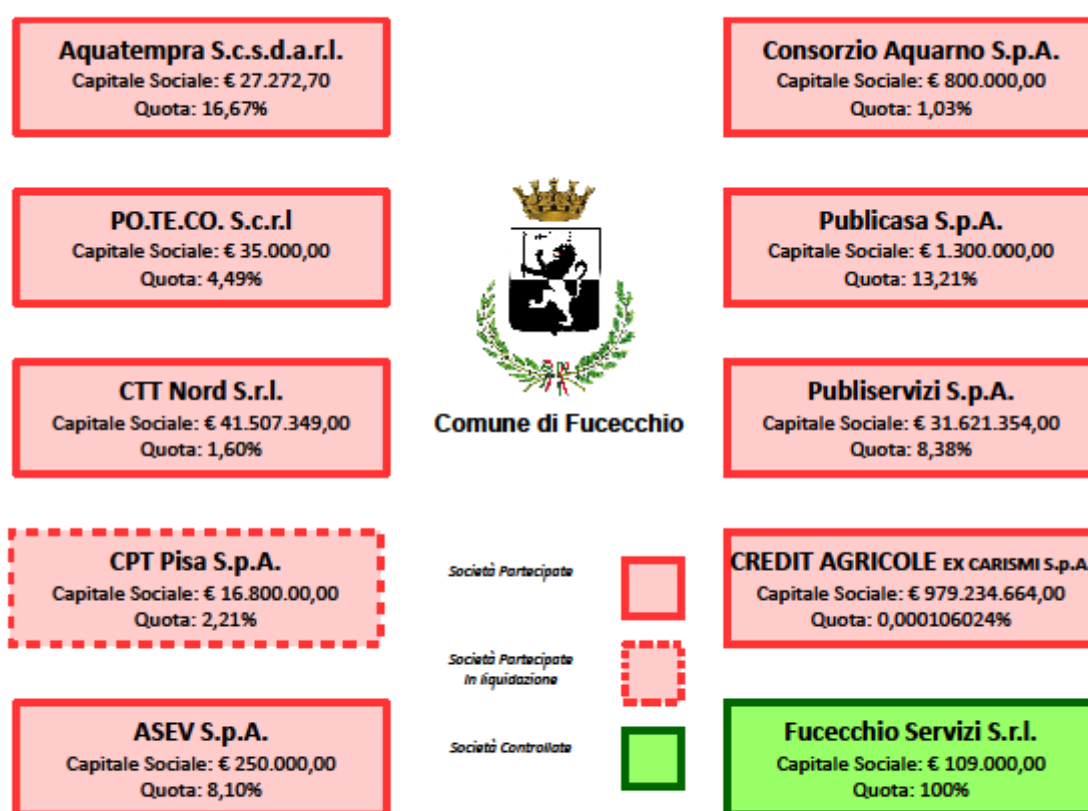 Aquatempra S.c.s.d.a.r.l.
Capitale Sociale: € 27.272,70
Quota: 16,67%
Consorzio Aquarno S.p.A.
Capitale Sociale: € 800.000,00
Quota: 1,03%
PO.TE.CO. S.c.r.l
Capitale Sociale: € 35.000,00
Quota: 4,49%
Publicasa S.p.A.
Capitale Sociale: € 1.300.000,00
Quota: 13,21%
CTT Nord S.r.l.
Capitale Sociale: € 41.507.349,00
Quota: 1,60%
Comune di Fucecchio
Publiservizi S.p.A.
Capitale Sociale: € 31.621.354,00
Quota: 8,38%
CPT Pisa S.p.A.
Capitale Sociale: € 16.800.00,00
Quota: 2,21%
Società Partecipate
Società Partecipate
In liquidazione
Società Controllate
CREDIT AGRICOLE EX CARISMI S.p.A
Capitale Sociale: € 979.234.664,00
Quota: 0,000106024%
ASEV S.p.A.
Capitale Sociale: € 250.000,00
Quota: 8,10%
Fucecchio Servizi S.r.l.
Capitale Sociale: € 109.000,00
Quota: 100%